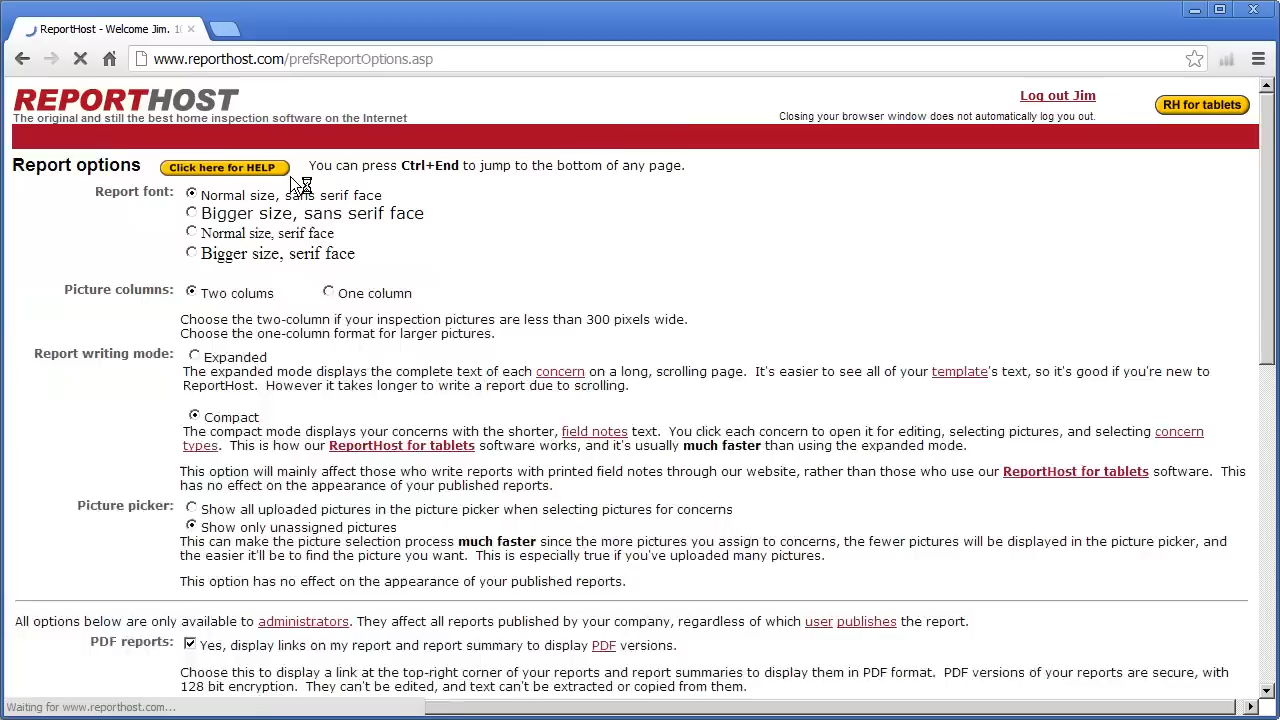 ReportHost - Welcome Jim. 10
www.reporthost.com/prefsReportOptions.asp
REPORTHOST
The original and still the best home inspection software on the Internet
Log out Jim
Closing your browser window does not automatically log you out.
RH for tablets
Report options
Click here for HELP
You can press Ctrl+End to jump to the bottom of any page.
Report font:
Normal size, sans serif face
Bigger size, sans serif face
Normal size, serif face
Bigger size, serif face
Picture columns:
Two colums
One column
Choose the two-column if your inspection pictures are less than 300 pixels wide.
Choose the one-column format for larger pictures.
Report writing mode:
Expanded
The expanded mode displays the complete text of each concern on a long, scrolling page. It's easier to see all of your template's text, so it's good if you're new to
ReportHost. However it takes longer to write a report due to scrolling.
Compact
The compact mode displays your concerns with the shorter, field notes text. You click each concern to open it for editing, selecting pictures, and selecting concern
types. This is how our ReportHost for tablets software works, and it's usually much faster than using the expanded mode.
This option will mainly affect those who write reports with printed field notes through our website, rather than those who use our ReportHost for tablets software. This
has no effect on the appearance of your published reports.
Picture picker:
Show all uploaded pictures in the picture picker when selecting pictures for concerns
Show only unassigned pictures
This can make the picture selection process much faster since the more pictures you assign to concerns, the fewer pictures will be displayed in the picture picker, and
the easier it'll be to find the picture you want. This is especially true if you've uploaded many pictures.
This option has no effect on the appearance of your published reports.
All options below are only available to administrators. They affect all reports published by your company, regardless of which user publishes the report.
PDF reports:
Yes, display links on my report and report summary to display PDF versions.
Choose this to display a link at the top-right corner of your reports and report summaries to display them in PDF format. PDF versions of your reports are secure, with
128 bit encryption. They can't be edited, and text can't be extracted or copied from them.
Waiting for www.reporthost.com...